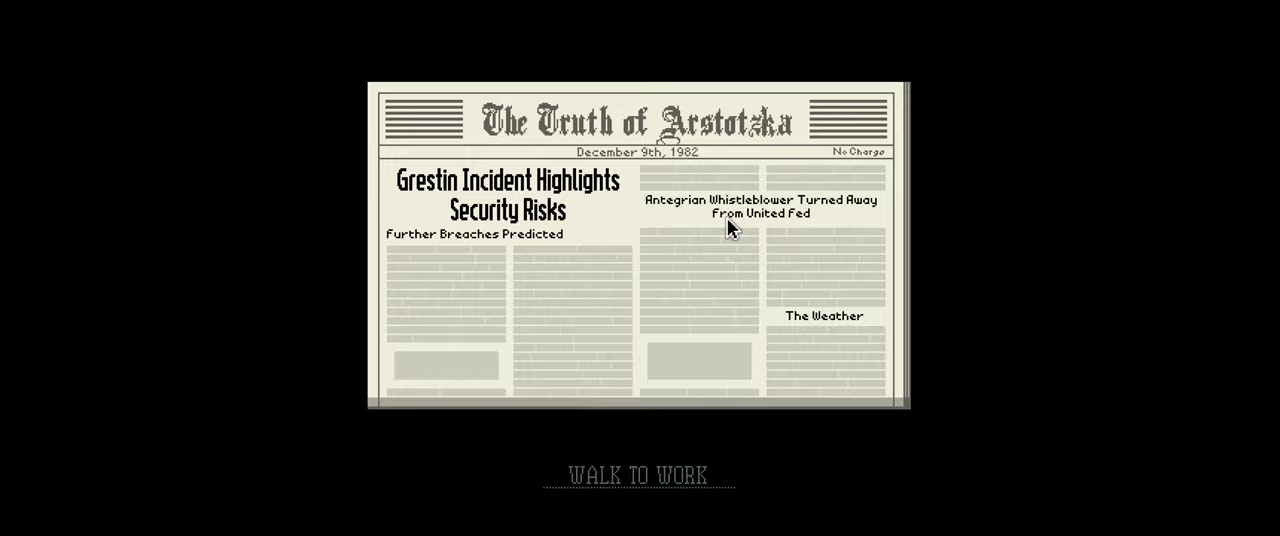 The Truth of Arstotzka
December 9th, 1982
No Charge
Grestin Incident Highlights
Security Risks
Further Breaches Predicted
Antegrian Whistleblower Turned Away
From United Fed
The Weather
WALK TO WORK